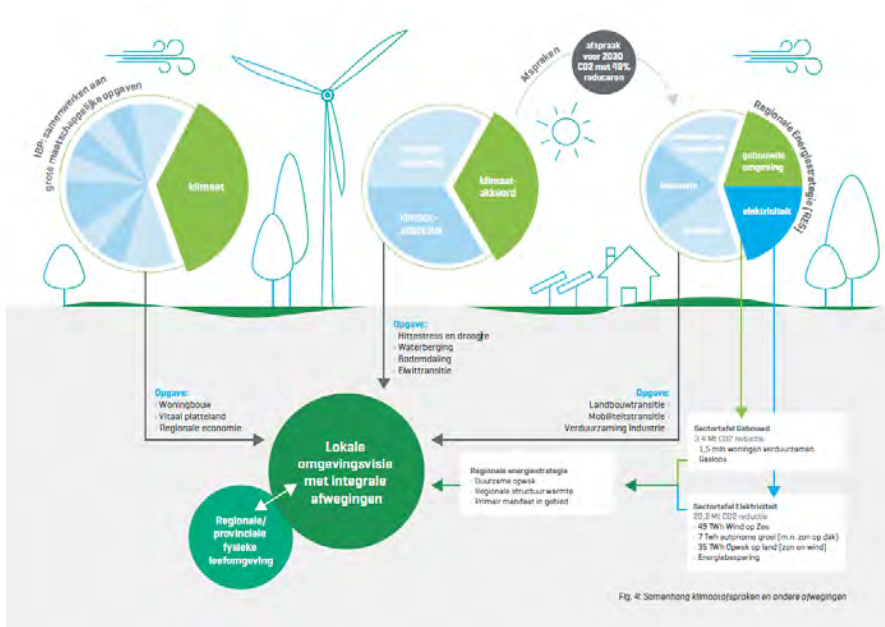 IBP: samenwerken aan
grote maatschappelijke opgaven
klimaat
klimaat-
adaptatie
klimaat-
akkoord
Afspraken
afspraak
voor 2030
CO2 met 49%
reduceren
industrie
gebouwde
omgeving
elektriciteit
Regionale Energiestrategie (RES)
Opgave:
· Woningbouw
· Vitaal platteland
· Regionale economie
Opgave:
· Hittestress en droogte
· Waterberging
· Bodemdaling
· Eiwittransitie
Opgave:
Landbouwtransitie ·
Mobiliteitstransitie ·
Verduurzaming industrie ·
Lokale
omgevingsvisie
met integrale
afwegingen
Regionale/
provinciale
fysieke
leefomgeving
Regionale energiestrategie
- Duurzame opwek
- Regionale structuur warmte
- Primair mandaat in gebied
Sectortafel Gebouwd
3,4 Mt CO2 reductie
- 1,5 mln woningen verduurzamen
- Gasloos
Sectortafel Elektriciteit
20,2 Mt CO2 reductie
- 49 TWh Wind op Zee
- 7 Twh autonome groei (m.n. zon op dak)
- 35 TWh Opwek op land (zon en wind)
- Energiebesparing
Fig. 4: Samenhang klimaatafspraken en andere afwegingen